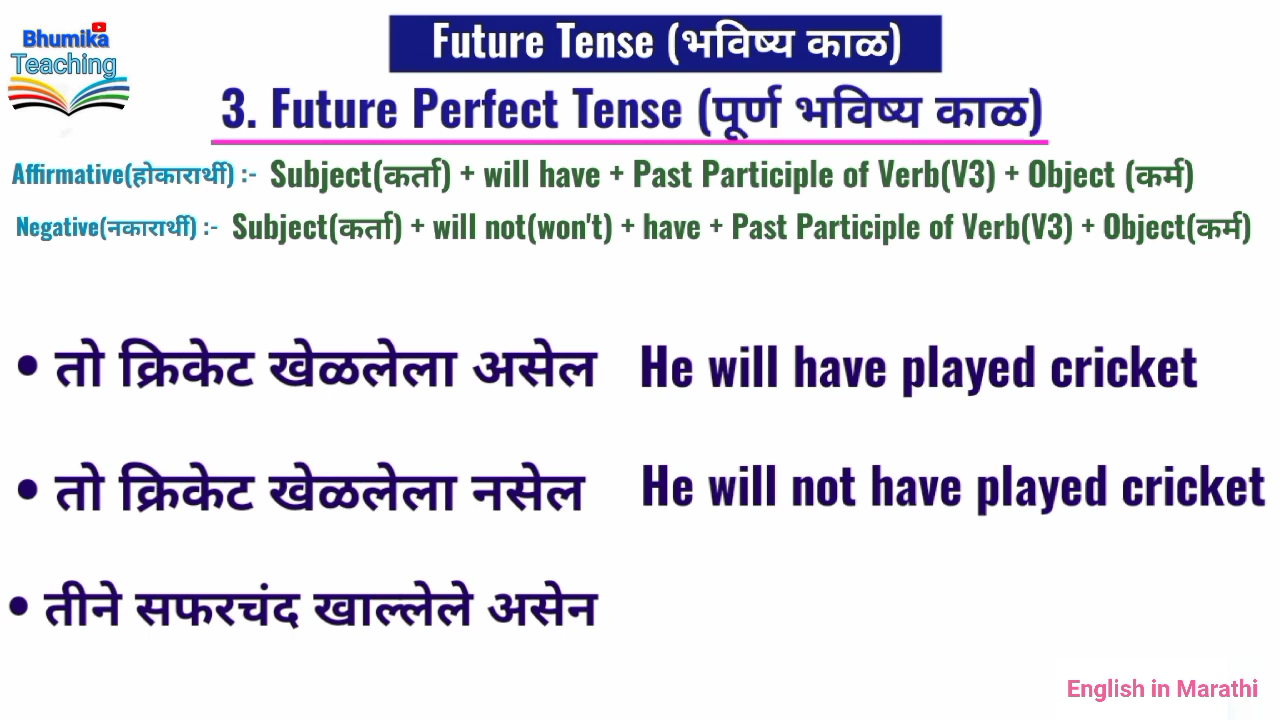 Bhumika
Teaching
Future Tense (भविष्य काळ)
3. Future Perfect Tense (पूर्ण भविष्य काळ)
Affirmative(होकारार्थी) :- Subject(कर्ता) + will have + Past Participle of Verb(V3) + Object (कर्म)
Negative(नकारार्थी) :- Subject(कर्ता) + will not(won't) + have + Past Participle of Verb(V3) + Object(कर्म)
• तो क्रिकेट खेळलेला असेल He will have played cricket
• तो क्रिकेट खेळलेला नसेल He will not have played cricket
• तीने सफरचंद खाल्लेले असेन
English in Marathi